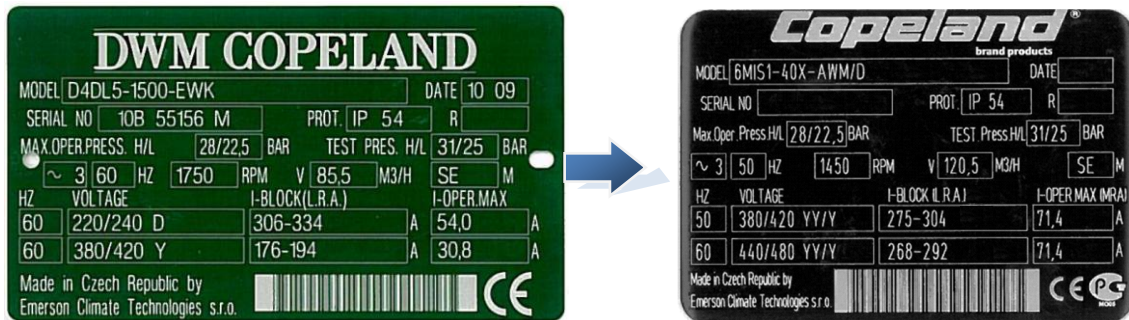 DWM COPELAND
MODEL D4DL5-1500-EWK DATE 10 09
SERIAL NO 10B 55156 M PROT. IP 54 R
MAX.OPER.PRESS. H/L 28/22,5 BAR TEST PRES. H/L 31/25 BAR
~ 3 60 HZ 1750 RPM V 85,5 M3/H SE M
HZ VOLTAGE I-BLOCK(L.R.A.) I-OPER.MAX
60 220/240 D 306-334 A 54,0 A
60 380/420 Y 176-194 A 30,8 A
Made in Czech Republic by
Emerson Climate Technologies s.r.o.
CE
Copeland®
brand products
MODEL 6MIS1-40X-AWM/D DATE
SERIAL NO PROT. IP 54 R
Max.Oper.Press.H/L 28/22,5 BAR TEST Press.H/L 31/25 BAR
~ 3 50 HZ 1450 RPM V 120,5 M3/H SE M
HZ VOLTAGE I-BLOCK (L.R.A.) I-OPER.MAX (MRA)
50 380/420 YY/Y 275-304 71,4 A
60 440/480 YY/Y 268-292 71,4 A
Made in Czech Republic by
Emerson Climate Technologies s.r.o.
CE